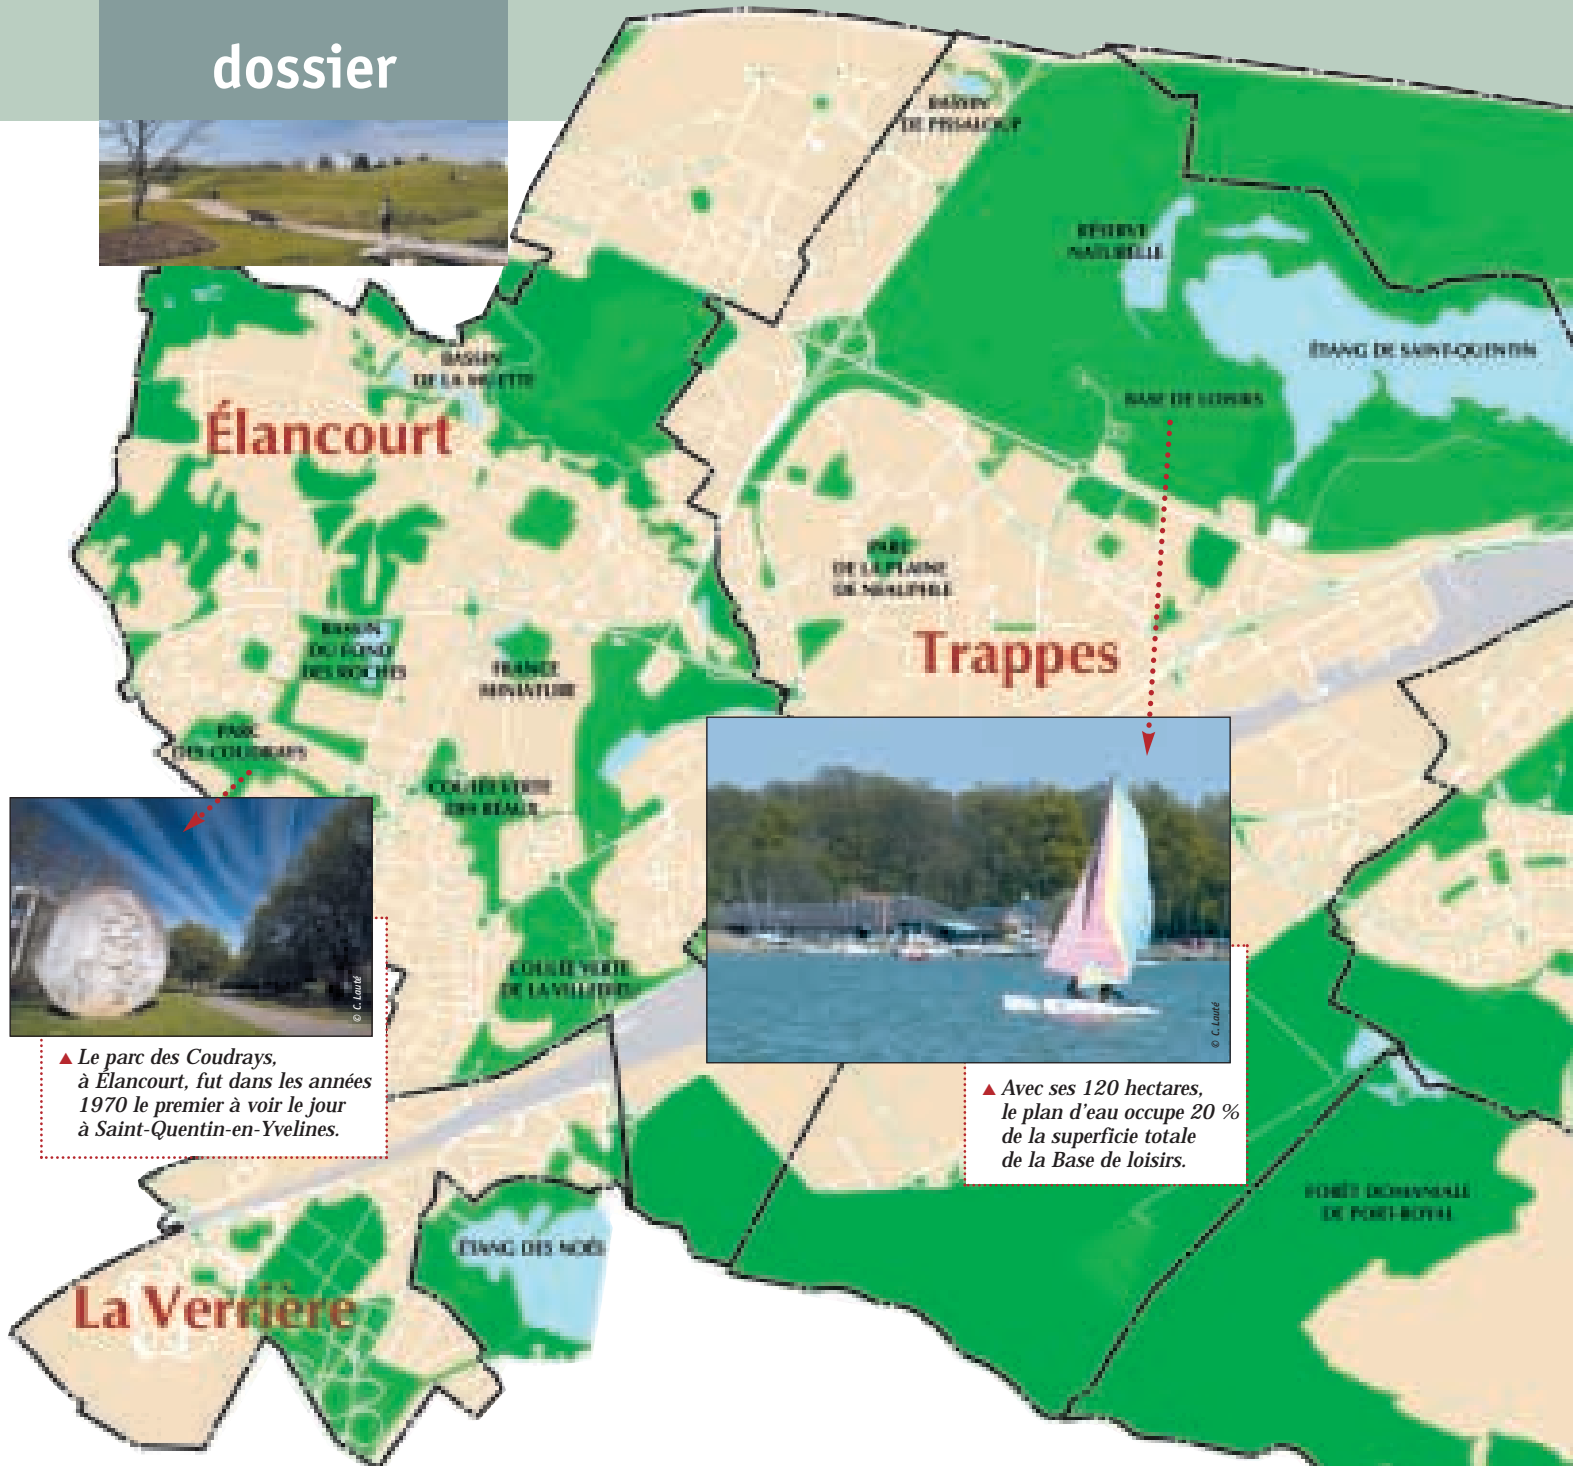 dossier
BASSIN
DE PISSALOUP
RÉSERVE
NATURELLE
ÉTANG DE SAINT-QUENTIN
BASE DE LOISIRS
BASSIN
DE LA MUETTE
Élancourt
PARC
DE LA PLAINE
DE NEAUPHLE
Trappes
BASSIN
DU FOND
DES ROCHES
FRANCE
MINIATURE
PARC
DES COUDRAYS
COULÉE VERTE
DES RÉAUX
COULÉE VERTE
DE LA VILLEDIEU
© C. Lauté
▲ Le parc des Coudrays,
à Élancourt, fut dans les années
1970 le premier à voir le jour
à Saint-Quentin-en-Yvelines.
© C. Lauté
▲ Avec ses 120 hectares,
le plan d'eau occupe 20 %
de la superficie totale
de la Base de loisirs.
FORÊT DOMANIALE
DE PORT-ROYAL
ÉTANG DES NOËS
La Verrière